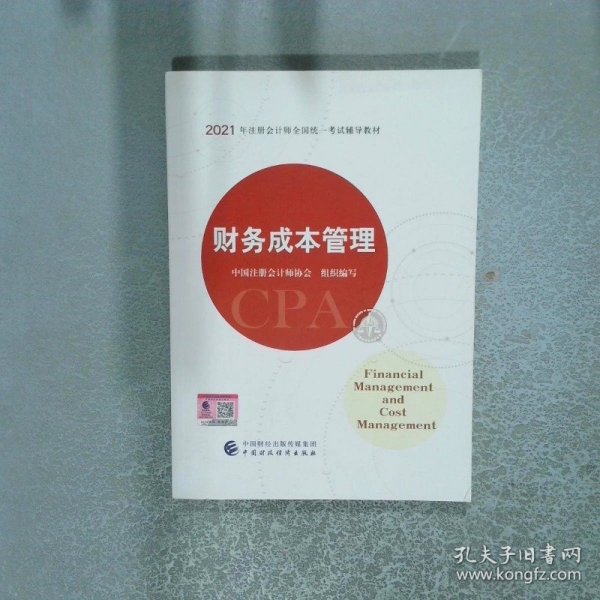 2021年注册会计师全国统一考试辅导教材
财务成本管理
中国注册会计师协会 组织编写
CPA
Financial
Management
and
Cost
Management
中国财经出版传媒集团
中国财政经济出版社
孔夫子旧书网
www.kongfz.com